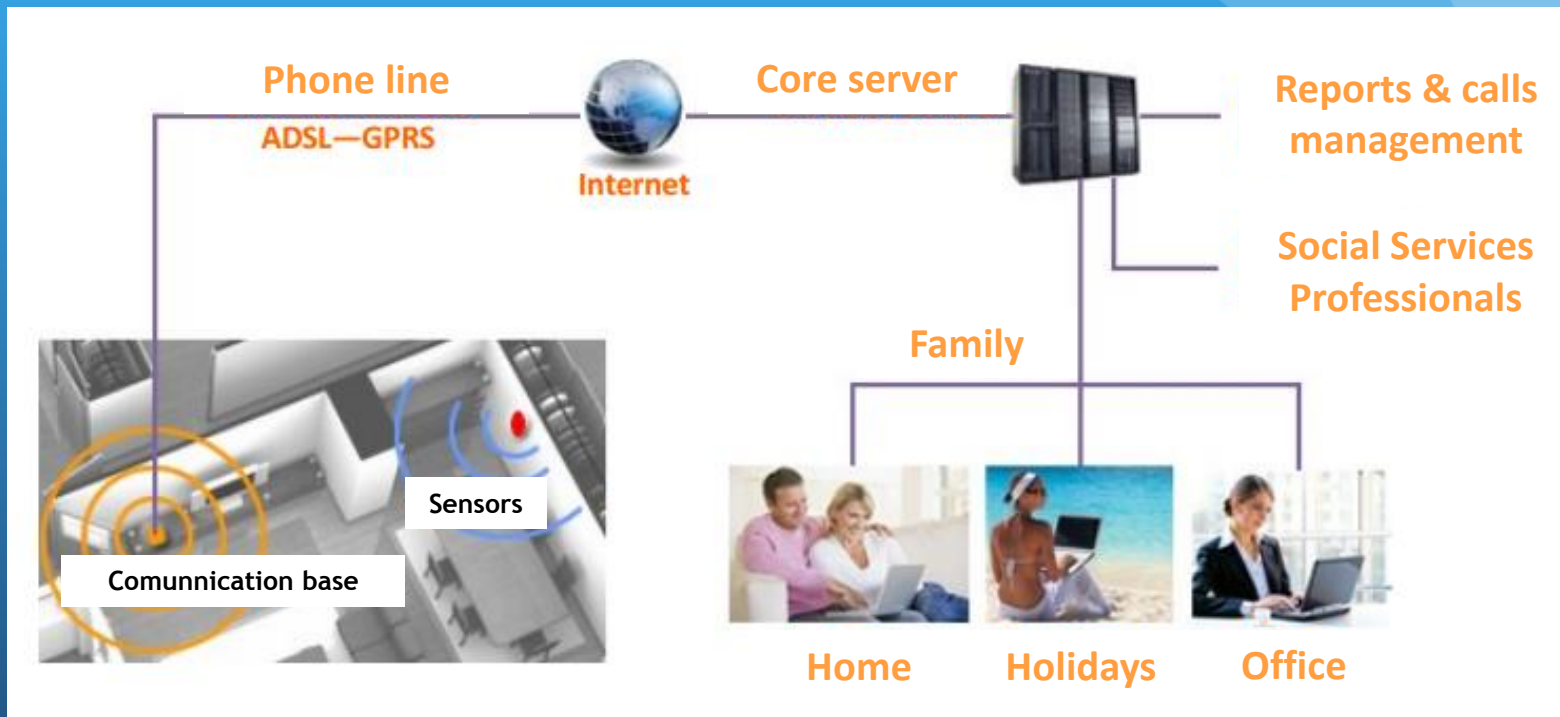 Phone line
ADSL—GPRS
Internet
Core server
Reports & calls
management
Social Services
Professionals
Family
Sensors
Comunnication base
Home
Holidays
Office